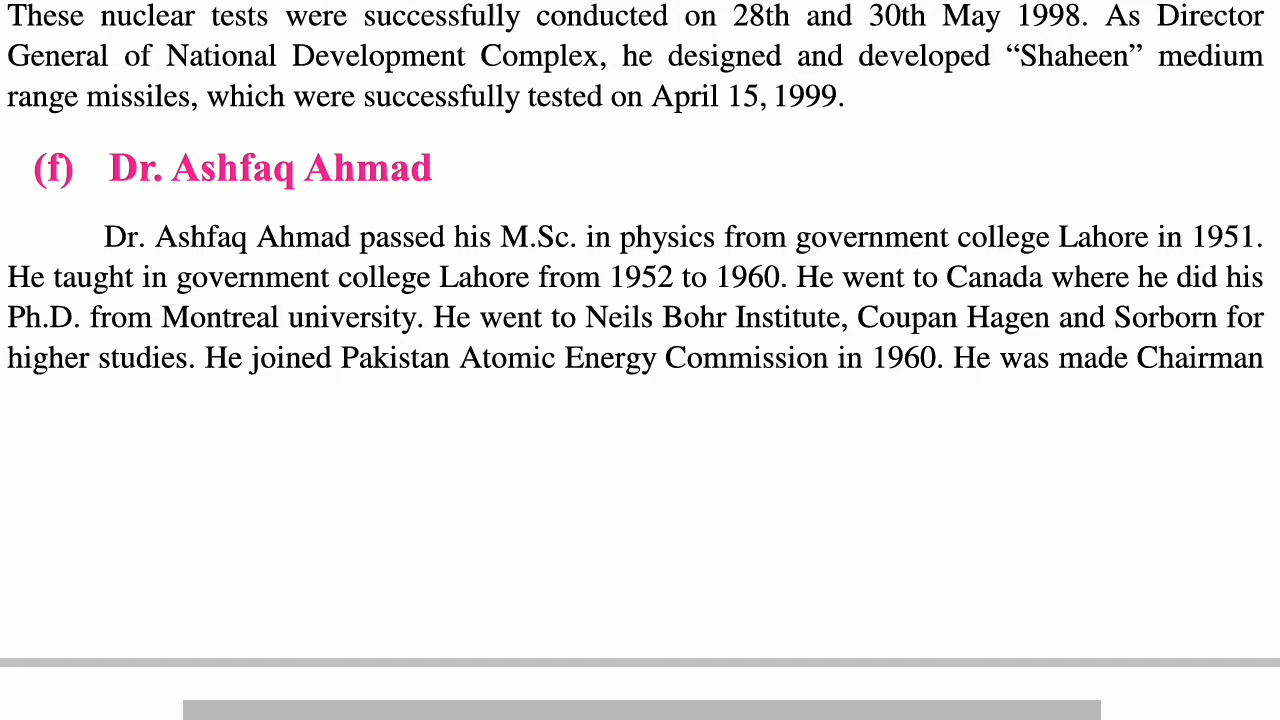 These nuclear tests were successfully conducted on 28th and 30th May 1998. As Director
General of National Development Complex, he designed and developed “Shaheen” medium
range missiles, which were successfully tested on April 15, 1999.
(f) Dr. Ashfaq Ahmad
Dr. Ashfaq Ahmad passed his M.Sc. in physics from government college Lahore in 1951.
He taught in government college Lahore from 1952 to 1960. He went to Canada where he did his
Ph.D. from Montreal university. He went to Neils Bohr Institute, Coupan Hagen and Sorborn for
higher studies. He joined Pakistan Atomic Energy Commission in 1960. He was made Chairman